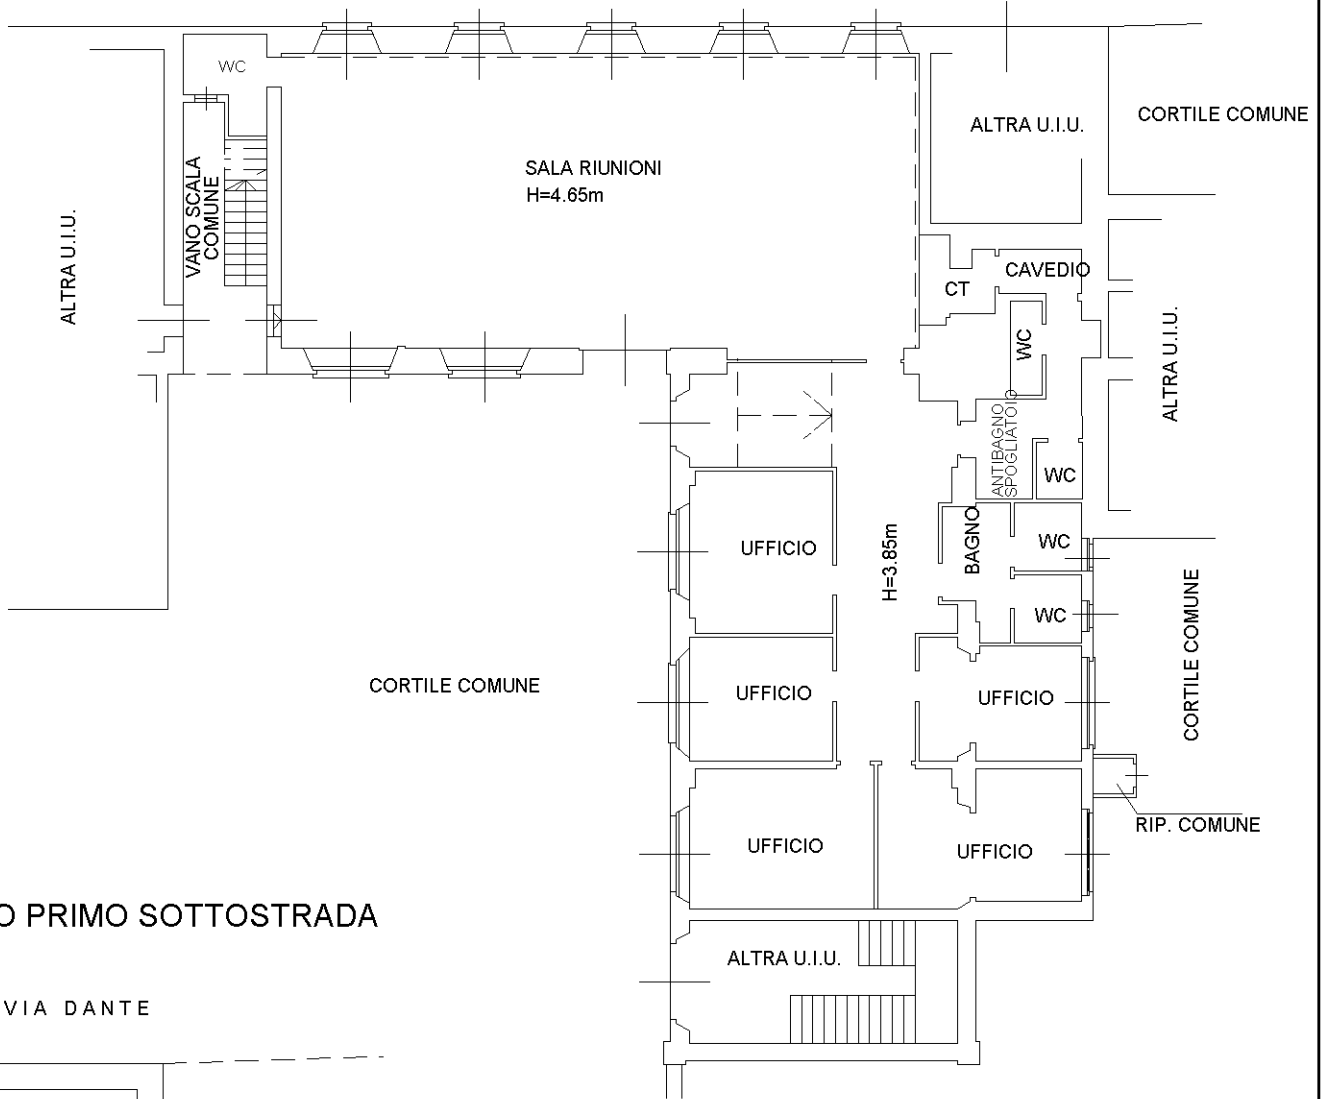 WC
CORTILE COMUNE
ALTRA U.I.U.
SALA RIUNIONI
H=4.65m
VANO SCALA
COMUNE
ALTRA U.I.U.
CAVEDIO
CT
WC
ALTRA U.I.U.
ANTIBAGNO
SPOGLIATOIO
WC
UFFICIO
H=3.85m
BAGNO
WC
WC
CORTILE COMUNE
CORTILE COMUNE
UFFICIO
UFFICIO
RIP. COMUNE
UFFICIO
UFFICIO
O PRIMO SOTTOSTRADA
ALTRA U.I.U.
VIA DANTE